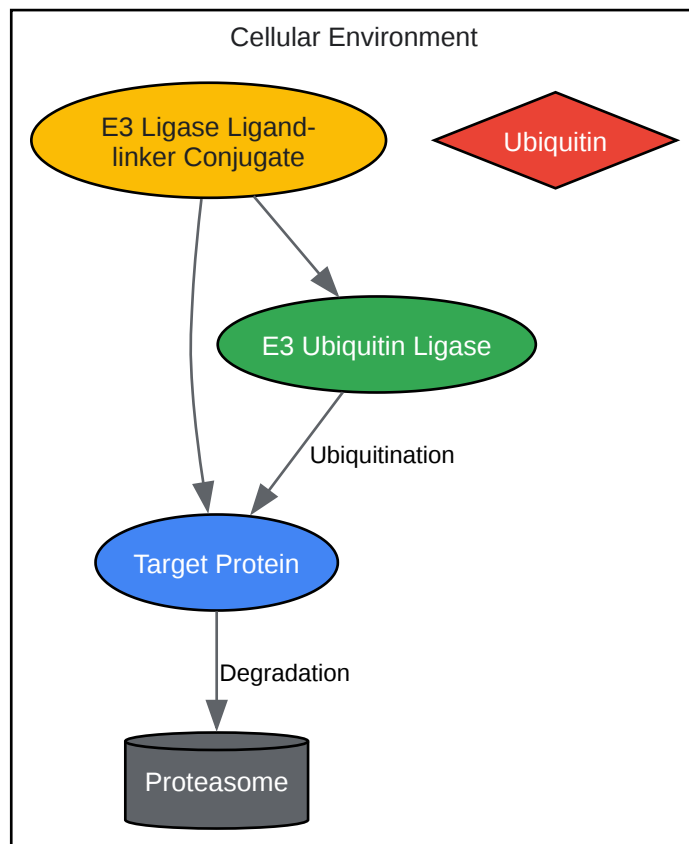 Cellular Environment
E3 Ligase Ligand-
linker Conjugate
Ubiquitin
E3 Ubiquitin Ligase
Ubiquitination
Target Protein
Degradation
Proteasome